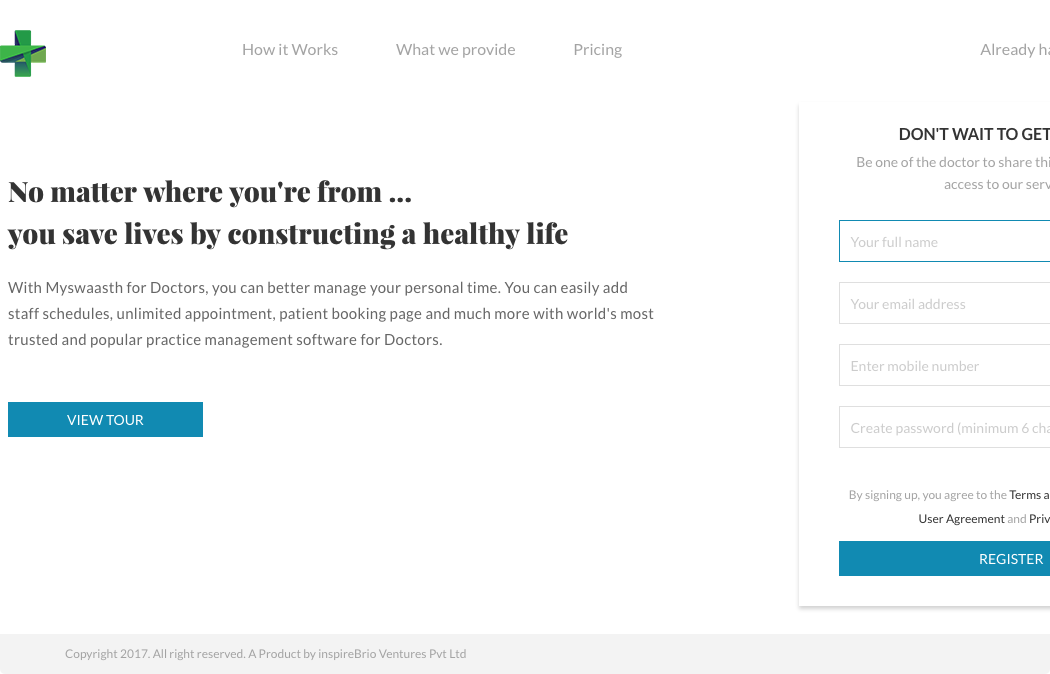 How it Works
What we provide
Pricing
Already
No matter where you're from ...
you save lives by constructing a healthy life
With Myswaasth for Doctors, you can better manage your personal time. You can easily add
staff schedules, unlimited appointment, patient booking page and much more with world's most
trusted and popular practice management software for Doctors.
VIEW TOUR
DON'T WAIT TO GET
Be one of the doctor to share
access to our
Your full name
Your email address
Enter mobile number
Create password (minimum 6
By signing up, you agree to the Terms
User Agreement and
REGISTER
Copyright 2017. All right reserved. A Product by inspireBrio Ventures Pvt Ltd